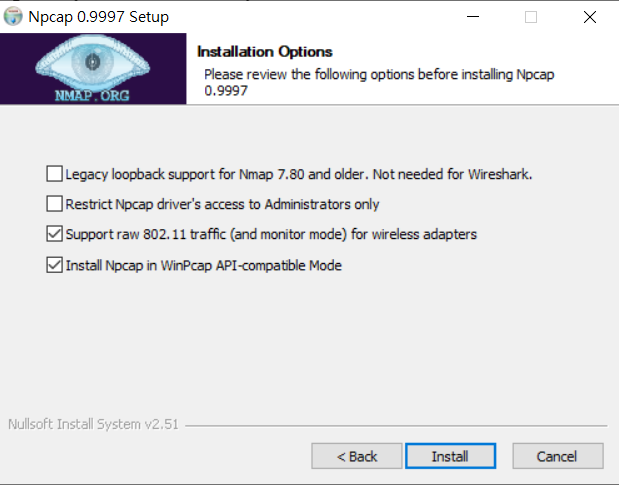 Npcap 0.9997 Setup
NMAP.ORG
Installation Options
Please review the following options before installing Npcap
0.9997
Legacy loopback support for Nmap 7.80 and older. Not needed for Wireshark.
Restrict Npcap driver's access to Administrators only
Support raw 802.11 traffic (and monitor mode) for wireless adapters
Install Npcap in WinPcap API-compatible Mode
Nullsoft Install System v2.51
< Back
Install
Cancel